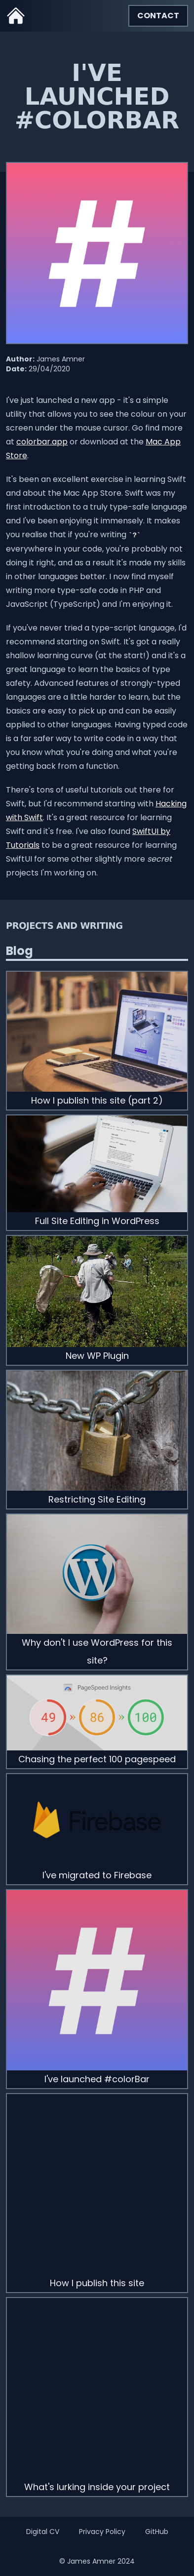 CONTACT
I'VE
LAUNCHED
#COLORBAR
#
Author: James Amner
Date: 29/04/2020
I've just launched a new app - it's a simple
utility that allows you to see the colour on your
screen under the mouse cursor. Go find more
at colorbar.app or download at the Mac App
Store.
It's been an excellent exercise in learning Swift
and about the Mac App Store. Swift was my
first introduction to a truly type-safe language
and I've been enjoying it immensely. It makes
you realise that if you're writing `?`
everywhere in your code, you're probably not
doing it right, and as a result it's made my skills
in other languages better. I now find myself
writing more type-safe code in PHP and
JavaScript (TypeScript) and I'm enjoying it.
If you've never tried a type-script language, I'd
recommend starting on Swift. It's got a really
shallow learning curve (at the start!) and it's a
great language to learn the basics of type
safety. Advanced features of strongly-typed
languages are a little harder to learn, but the
basics are easy to pick up and can be easily
applied to other languages. Having typed code
is a far safer way to write code in a way that
you know what you're doing and what you're
getting back from a function.
There's tons of useful tutorials out there for
Swift, but I'd recommend starting with Hacking
with Swift. It's a great resource for learning
Swift and it's free. I've also found SwiftUI by
Tutorials to be a great resource for learning
SwiftUI for some other slightly more secret
projects I'm working on.
PROJECTS AND WRITING
Blog
How I publish this site (part 2)
Full Site Editing in WordPress
New WP Plugin
Restricting Site Editing
Why don't I use WordPress for this
site?
PageSpeed Insights
49 » 86 » 100
Chasing the perfect 100 pagespeed
Firebase
I've migrated to Firebase
#
I've launched #colorBar
How I publish this site
What's lurking inside your project
Digital CV Privacy Policy GitHub
© James Amner 2024